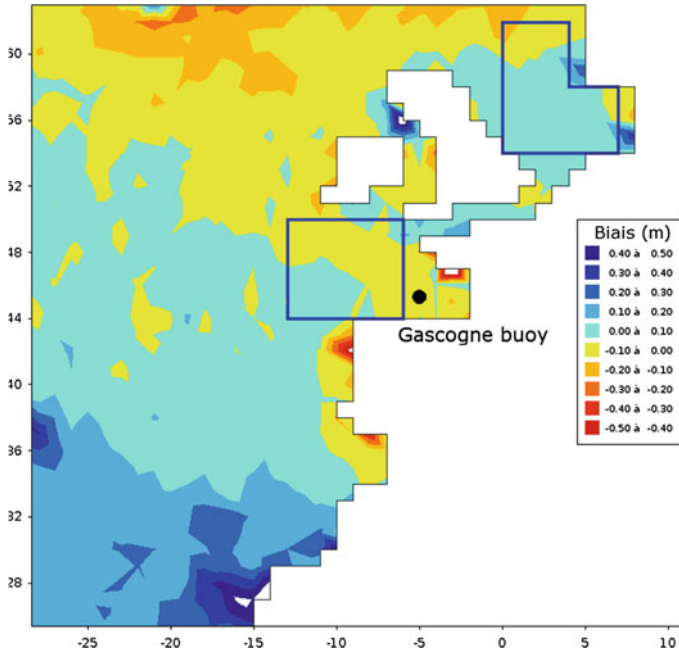 60
56
52
48
44
40
36
32
28
-25 -20 -15 -10 -5 0 5 10
Gascogne buoy
Biais (m)
0.40 à 0.50
0.30 à 0.40
0.20 à 0.30
0.10 à 0.20
0.00 à 0.10
-0.10 à 0.00
-0.20 à -0.10
-0.30 à -0.20
-0.40 à -0.30
-0.50 à -0.40